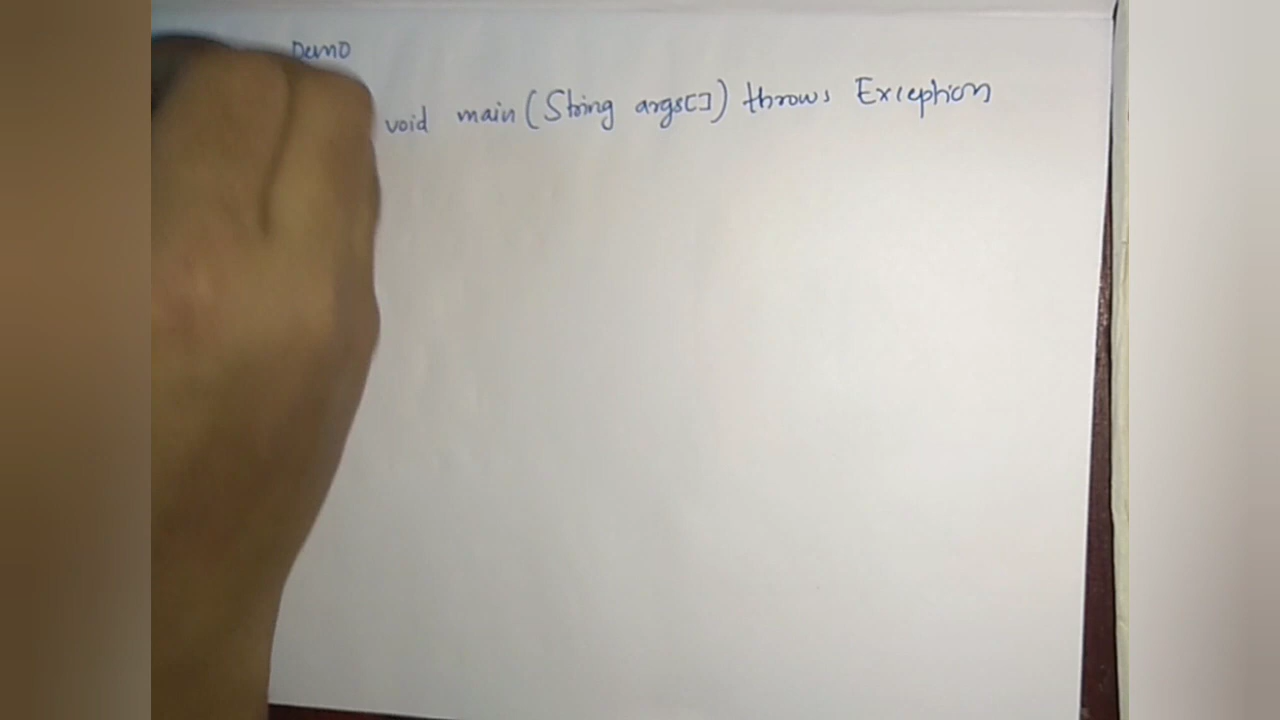 Demo
void main(String args[]) throws Exception